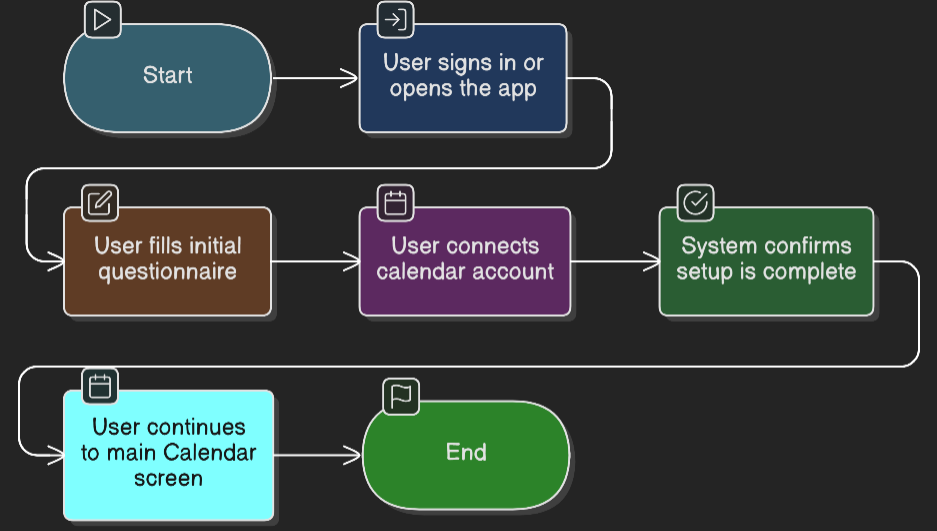 Start
User signs in or
opens the app
User fills initial
questionnaire
User connects
calendar account
System confirms
setup is complete
User continues
to main Calendar
screen
End